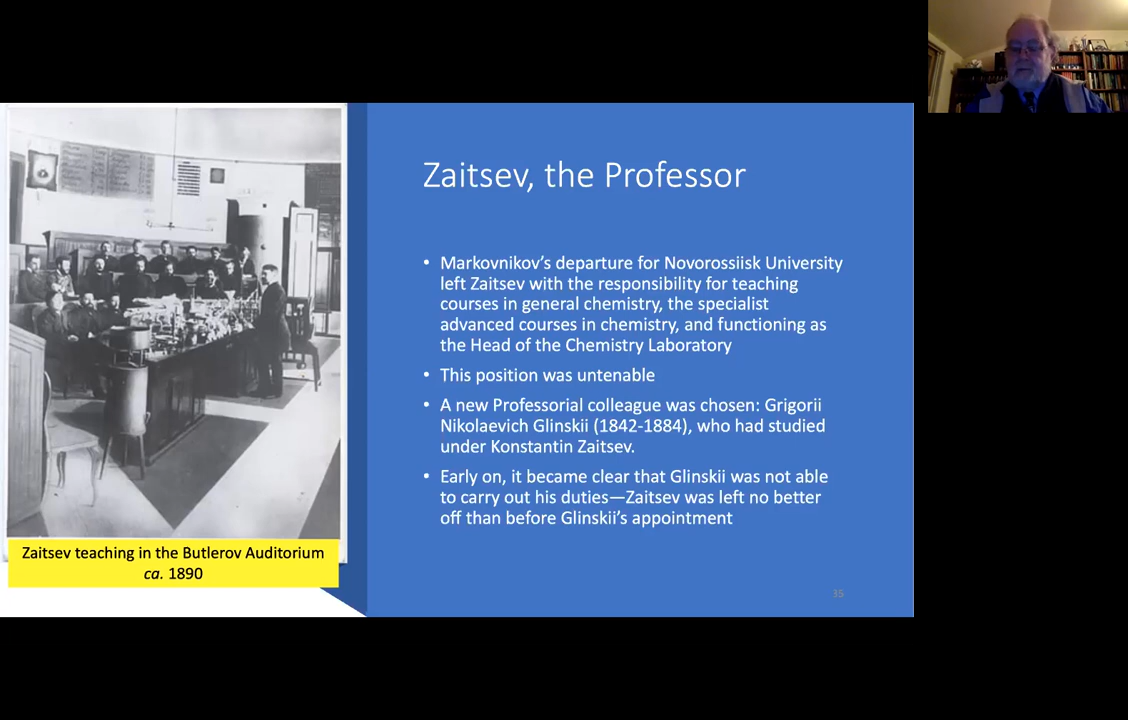 Zaitsev, the Professor
• Markovnikov's departure for Novorossiisk University
left Zaitsev with the responsibility for teaching
courses in general chemistry, the specialist
advanced courses in chemistry, and functioning as
the Head of the Chemistry Laboratory
• This position was untenable
• A new Professorial colleague was chosen: Grigorii
Nikolaevich Glinskii (1842-1884), who had studied
under Konstantin Zaitsev.
• Early on, it became clear that Glinskii was not able
to carry out his duties—Zaitsev was left no better
off than before Glinskii's appointment
Zaitsev teaching in the Butlerov Auditorium
ca. 1890
35